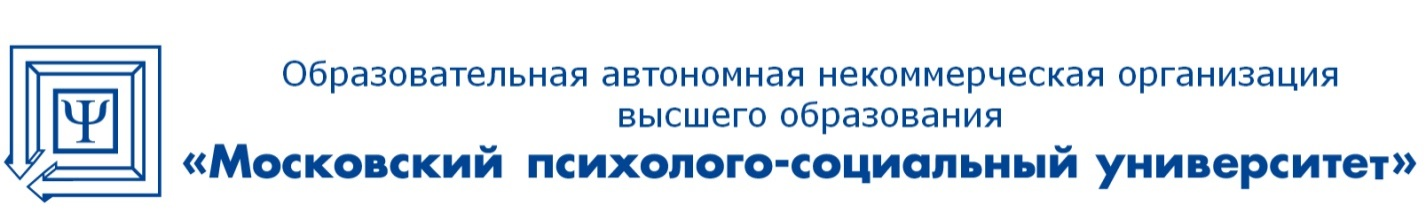 Образовательная автономная некоммерческая организация
высшего образования
«Московский психолого-социальный университет»
Ψ